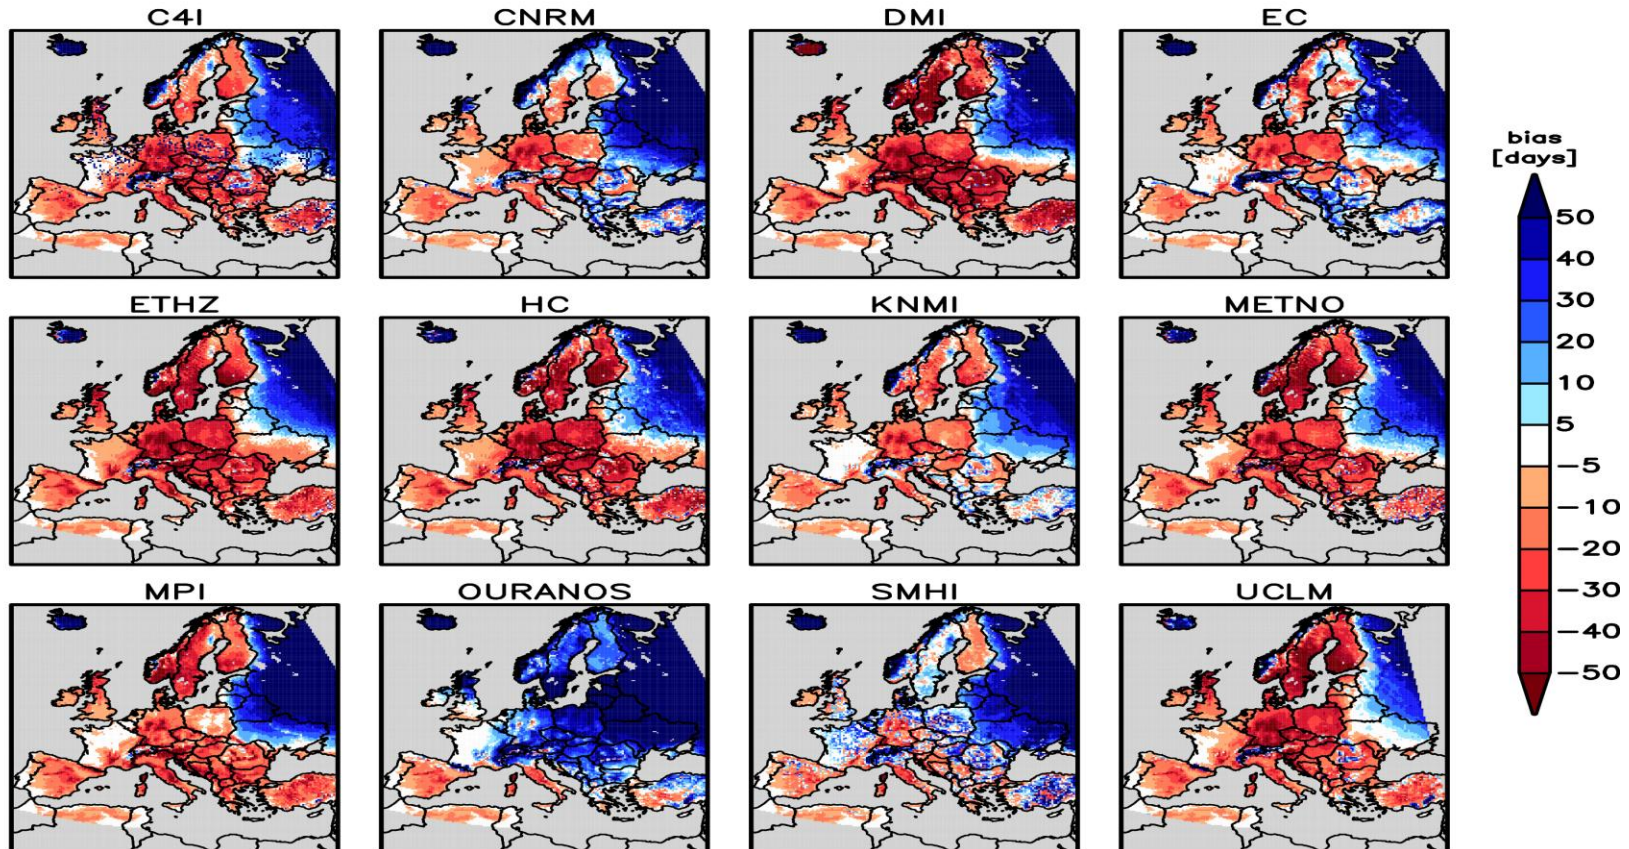 C4I CNRM DMI EC
bias
[days]
50
40
30
20
10
5
-5
-10
-20
-30
-40
-50
ETHZ HC KNMI METNO
MPI OURANOS SMHI UCLM